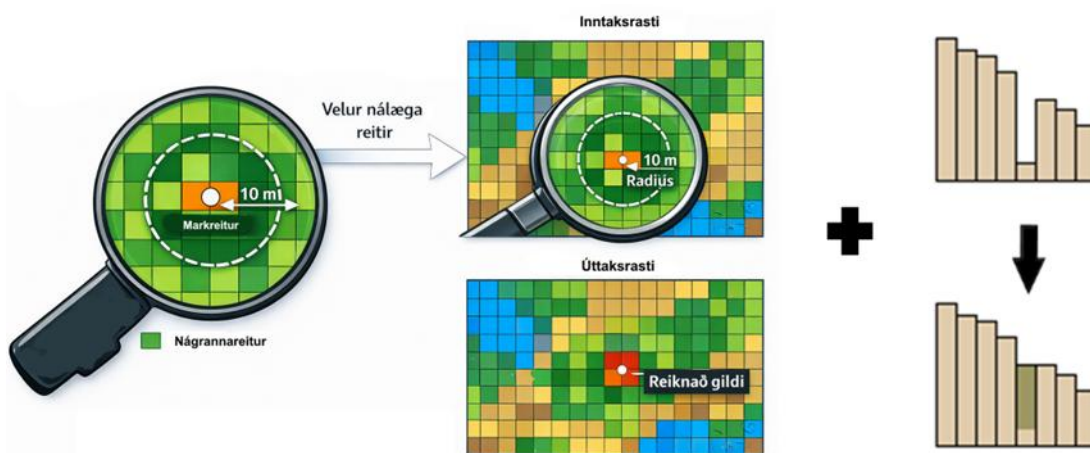 Inntaksrasti
Velur nálæga
reitir
10 m
Markreitur
10 m
Radíus
Nágrannareitur
Úttaksrasti
Reiknað gildi